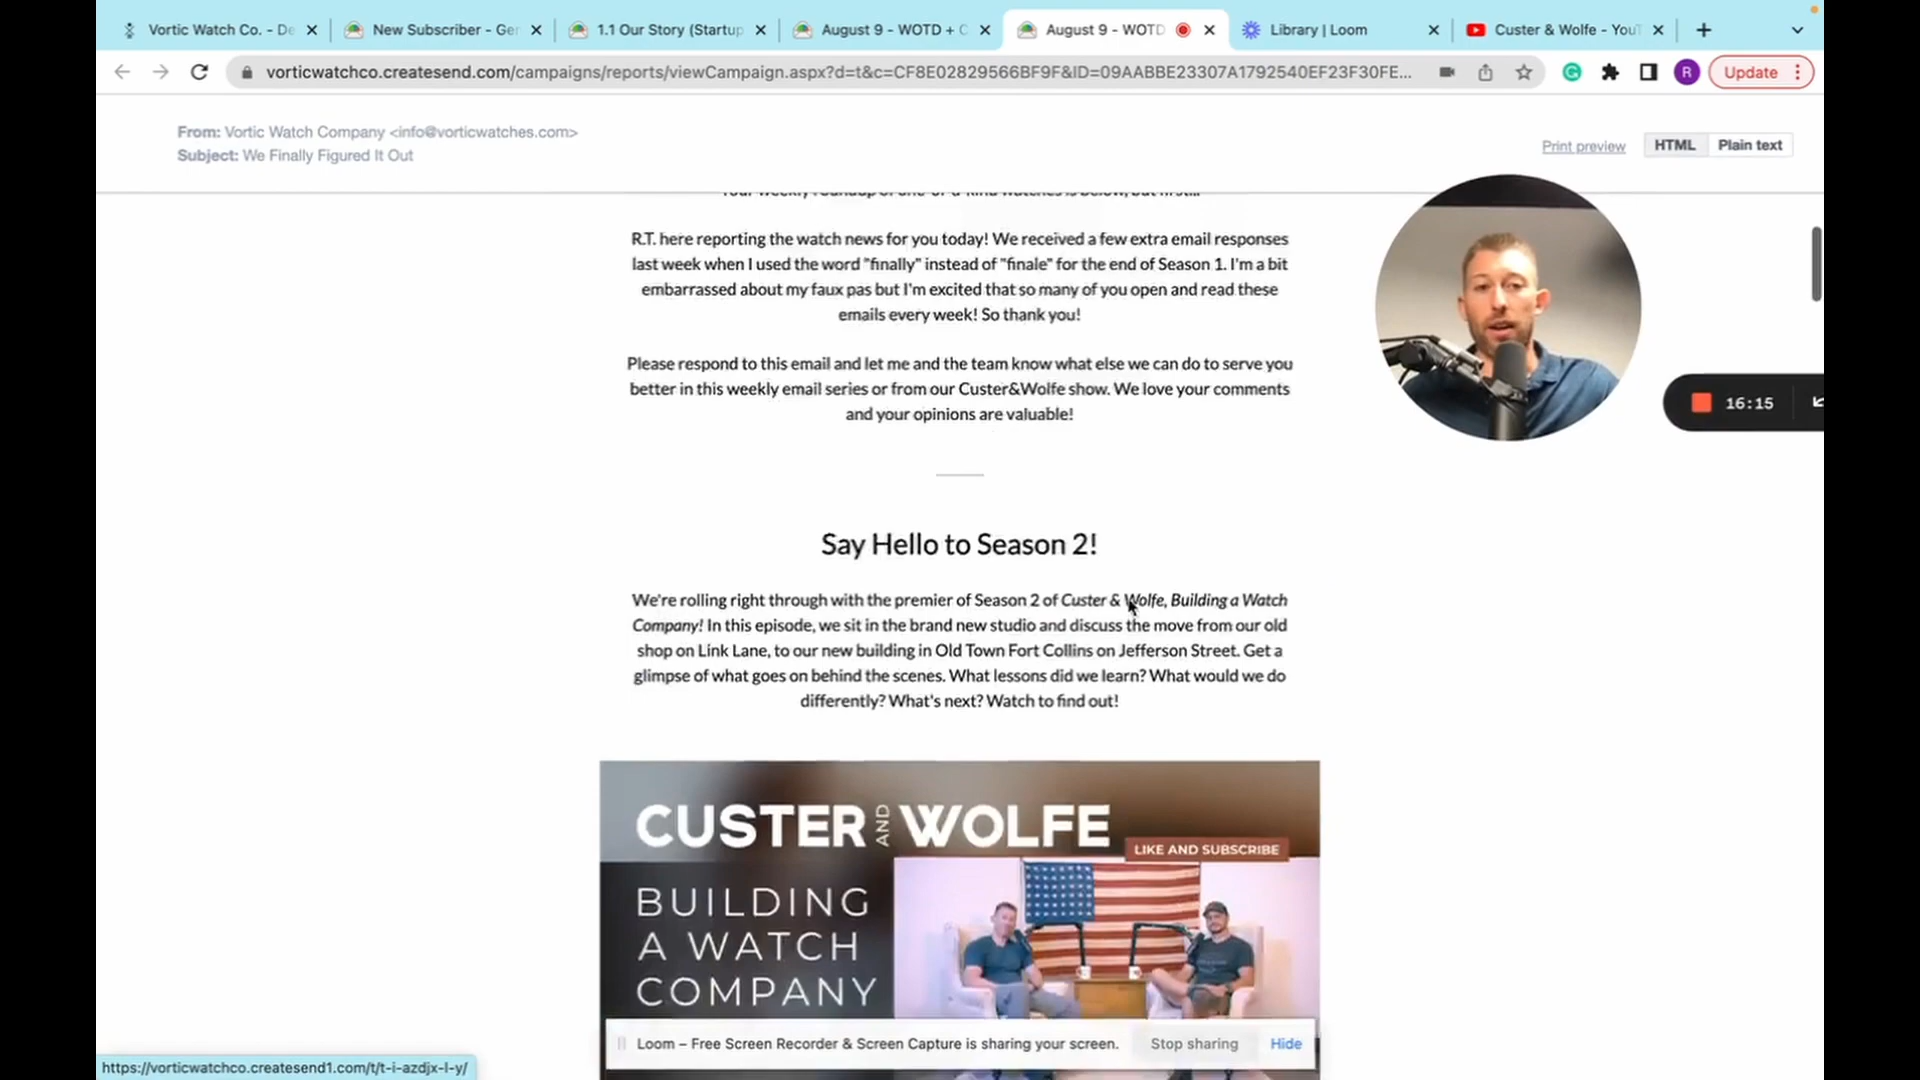 Vortic Watch Co. - De
New Subscriber - Ger
1.1 Our Story (Startup
August 9 - WOTD + C
August 9 - WOTD
Library | Loom
Custer & Wolfe - YouT
vorticwatchco.createsend.com/campaigns/reports/viewCampaign.aspx?d=t&c=CF8E02829566BF9F&ID=09AABBE23307A1792540EF23F30FE...
R
Update
From: Vortic Watch Company <info@vorticwatches.com>
Subject: We Finally Figured It Out
Print preview
HTML
Plain text
Your weekly roundup of one-of-a-kind watches is below, but first...
R.T. here reporting the watch news for you today! We received a few extra email responses
last week when I used the word "finally" instead of "finale" for the end of Season 1. I'm a bit
embarrassed about my faux pas but I'm excited that so many of you open and read these
emails every week! So thank you!
Please respond to this email and let me and the team know what else we can do to serve you
better in this weekly email series or from our Custer&Wolfe show. We love your comments
and your opinions are valuable!
16:15
Say Hello to Season 2!
We're rolling right through with the premier of Season 2 of Custer & Wolfe, Building a Watch
Company! In this episode, we sit in the brand new studio and discuss the move from our old
shop on Link Lane, to our new building in Old Town Fort Collins on Jefferson Street. Get a
glimpse of what goes on behind the scenes. What lessons did we learn? What would we do
differently? What's next? Watch to find out!
CUSTER AND WOLFE
LIKE AND SUBSCRIBE
BUILDING
A WATCH
COMPANY
Loom – Free Screen Recorder & Screen Capture is sharing your screen.
Stop sharing
Hide
https://vorticwatchco.createsend1.com/t/t-i-azdjx-l-y/